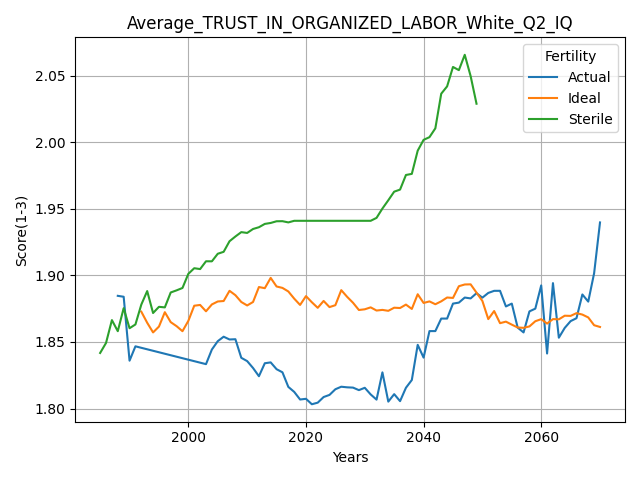 Average_TRUST_IN_ORGANIZED_LABOR_White_Q2_IQ
Fertility
Actual
Ideal
Sterile
2.05
2.00
1.95
1.90
1.85
1.80
Score(1-3)
2000
2020
2040
2060
Years